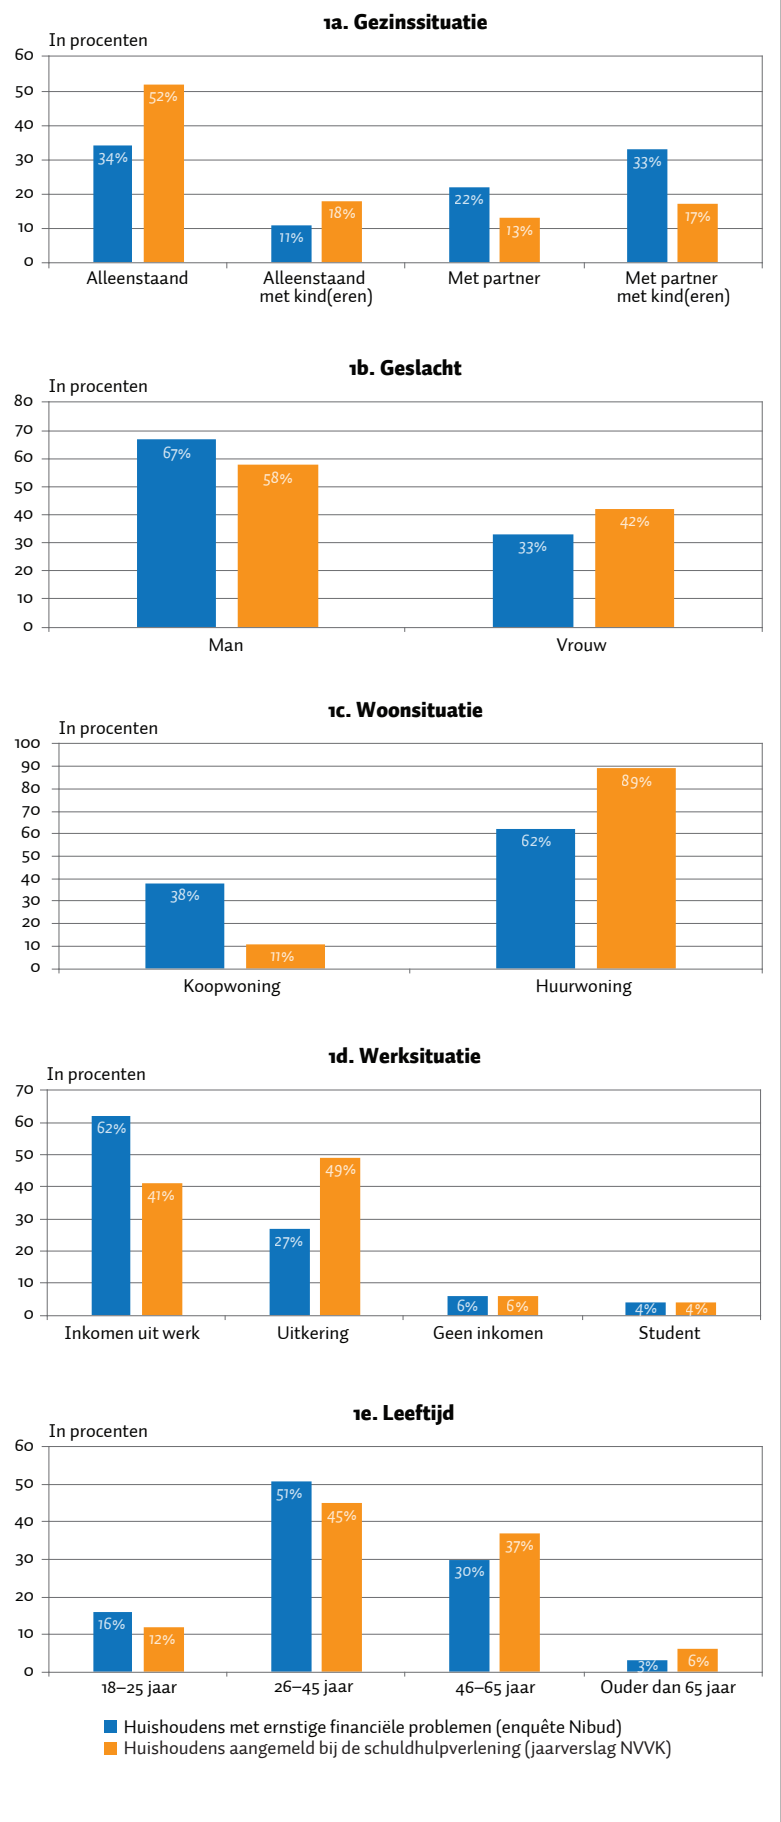 1a. Gezinssituatie
In procenten
60
50
40
30
20
10
0
52%
34%
33%
22%
18%
17%
13%
11%
Alleenstaand
Alleenstaand
met kind(eren)
Met partner
Met partner
met kind(eren)
1b. Geslacht
In procenten
80
70
60
50
40
30
20
10
0
67%
58%
33%
42%
Man
Vrouw
1c. Woonsituatie
In procenten
100
90
80
70
60
50
40
30
20
10
0
38%
11%
62%
89%
Koopwoning
Huurwoning
1d. Werksituatie
In procenten
70
60
50
40
30
20
10
0
62%
41%
27%
49%
6%
6%
4%
4%
Inkomen uit werk
Uitkering
Geen inkomen
Student
1e. Leeftijd
In procenten
60
50
40
30
20
10
0
16%
12%
51%
45%
30%
37%
3%
6%
18–25 jaar
26–45 jaar
46–65 jaar
Ouder dan 65 jaar
Huishoudens met ernstige financiële problemen (enquête Nibud)
Huishoudens aangemeld bij de schuldhulpverlening (jaarverslag NVVK)